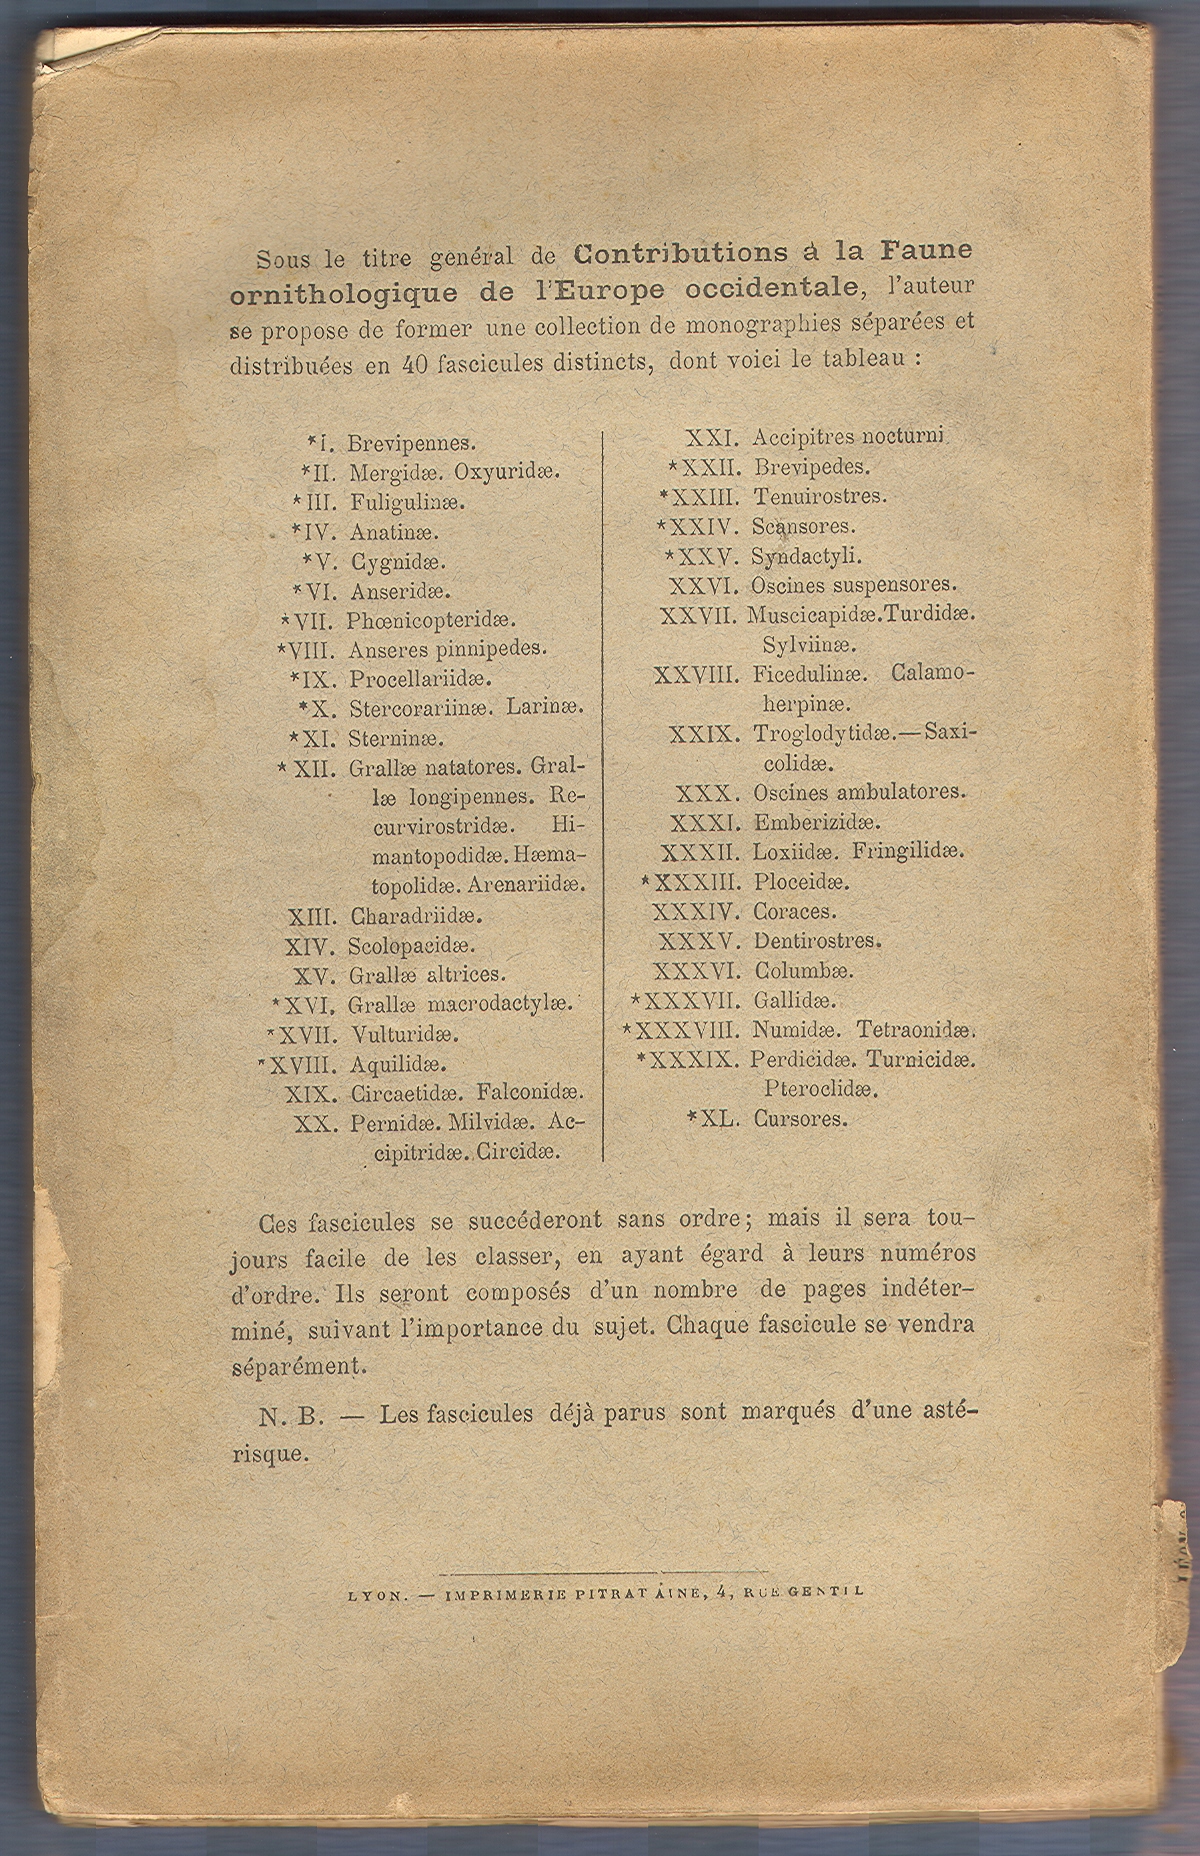 Sous le titre général de Contributions à la Faune
ornithologique de l'Europe occidentale, l'auteur
se propose de former une collection de monographies séparées et
distribuées en 40 fascicules distincts, dont voici le tableau :
*I. Brevipennes.
*II. Mergidæ. Oxyuridæ.
*III. Fuligulinæ.
*IV. Anatinæ.
*V. Cygnidæ.
*VI. Anseridæ.
*VII. Phœnicopteridæ.
*VIII. Anseres pinnipedes.
*IX. Procellariidæ.
*X. Stercorariinæ. Larinæ.
*XI. Sterninæ.
*XII. Grallæ natatores. Gral-
læ longipennes. Re-
curvirostridæ. Hi-
mantopodidæ. Hæma-
topolidæ. Arenariidæ.
XIII. Charadriidæ.
XIV. Scolopacidæ.
XV. Grallæ altrices.
*XVI. Grallæ macrodactylæ.
*XVII. Vulturidæ.
*XVIII. Aquilidæ.
XIX. Circaetidæ. Falconidæ.
XX. Pernidæ. Milvidæ. Ac-
cipitridæ. Circidæ.
XXI. Accipitres nocturni
*XXII. Brevipedes.
*XXIII. Tenuirostres.
*XXIV. Scansores.
*XXV. Syndactyli.
XXVI. Oscines suspensores.
XXVII. Muscicapidæ. Turdidæ.
Sylviinæ.
XXVIII. Ficedulinæ. Calamo-
herpinæ.
XXIX. Troglodytidæ.—Saxi-
colidæ.
XXX. Oscines ambulatores.
XXXI. Emberizidæ.
XXXII. Loxiidæ. Fringilidæ.
*XXXIII. Ploceidæ.
XXXIV. Coraces.
XXXV. Dentirostres.
XXXVI. Columbæ.
*XXXVII. Gallidæ.
*XXXVIII. Numidæ. Tetraonidæ.
*XXXIX. Perdicidæ. Turnicidæ.
Pteroclidæ.
*XL. Cursores.
Ces fascicules se succéderont sans ordre; mais il sera tou-
jours facile de les classer, en ayant égard à leurs numéros
d'ordre. Ils seront composés d'un nombre de pages indéter-
miné, suivant l'importance du sujet. Chaque fascicule se vendra
séparément.
N. B. — Les fascicules déjà parus sont marqués d'une asté-
risque.
LYON. — IMPRIMERIE PITRAT AÎNE, 4, RUE GENTIL